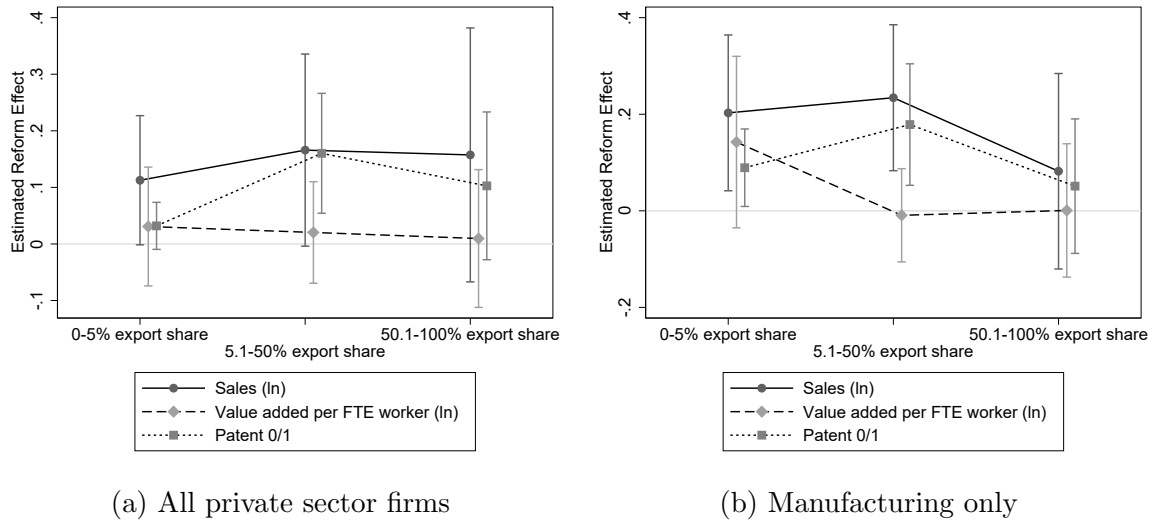 Estimated Reform Effect
.4
.3
.2
.1
0
-.1
0-5% export share
5.1-50% export share
50.1-100% export share
Sales (ln)
Value added per FTE worker (ln)
Patent 0/1
(a) All private sector firms
Estimated Reform Effect
.4
.2
0
-.2
0-5% export share
5.1-50% export share
50.1-100% export share
Sales (ln)
Value added per FTE worker (ln)
Patent 0/1
(b) Manufacturing only